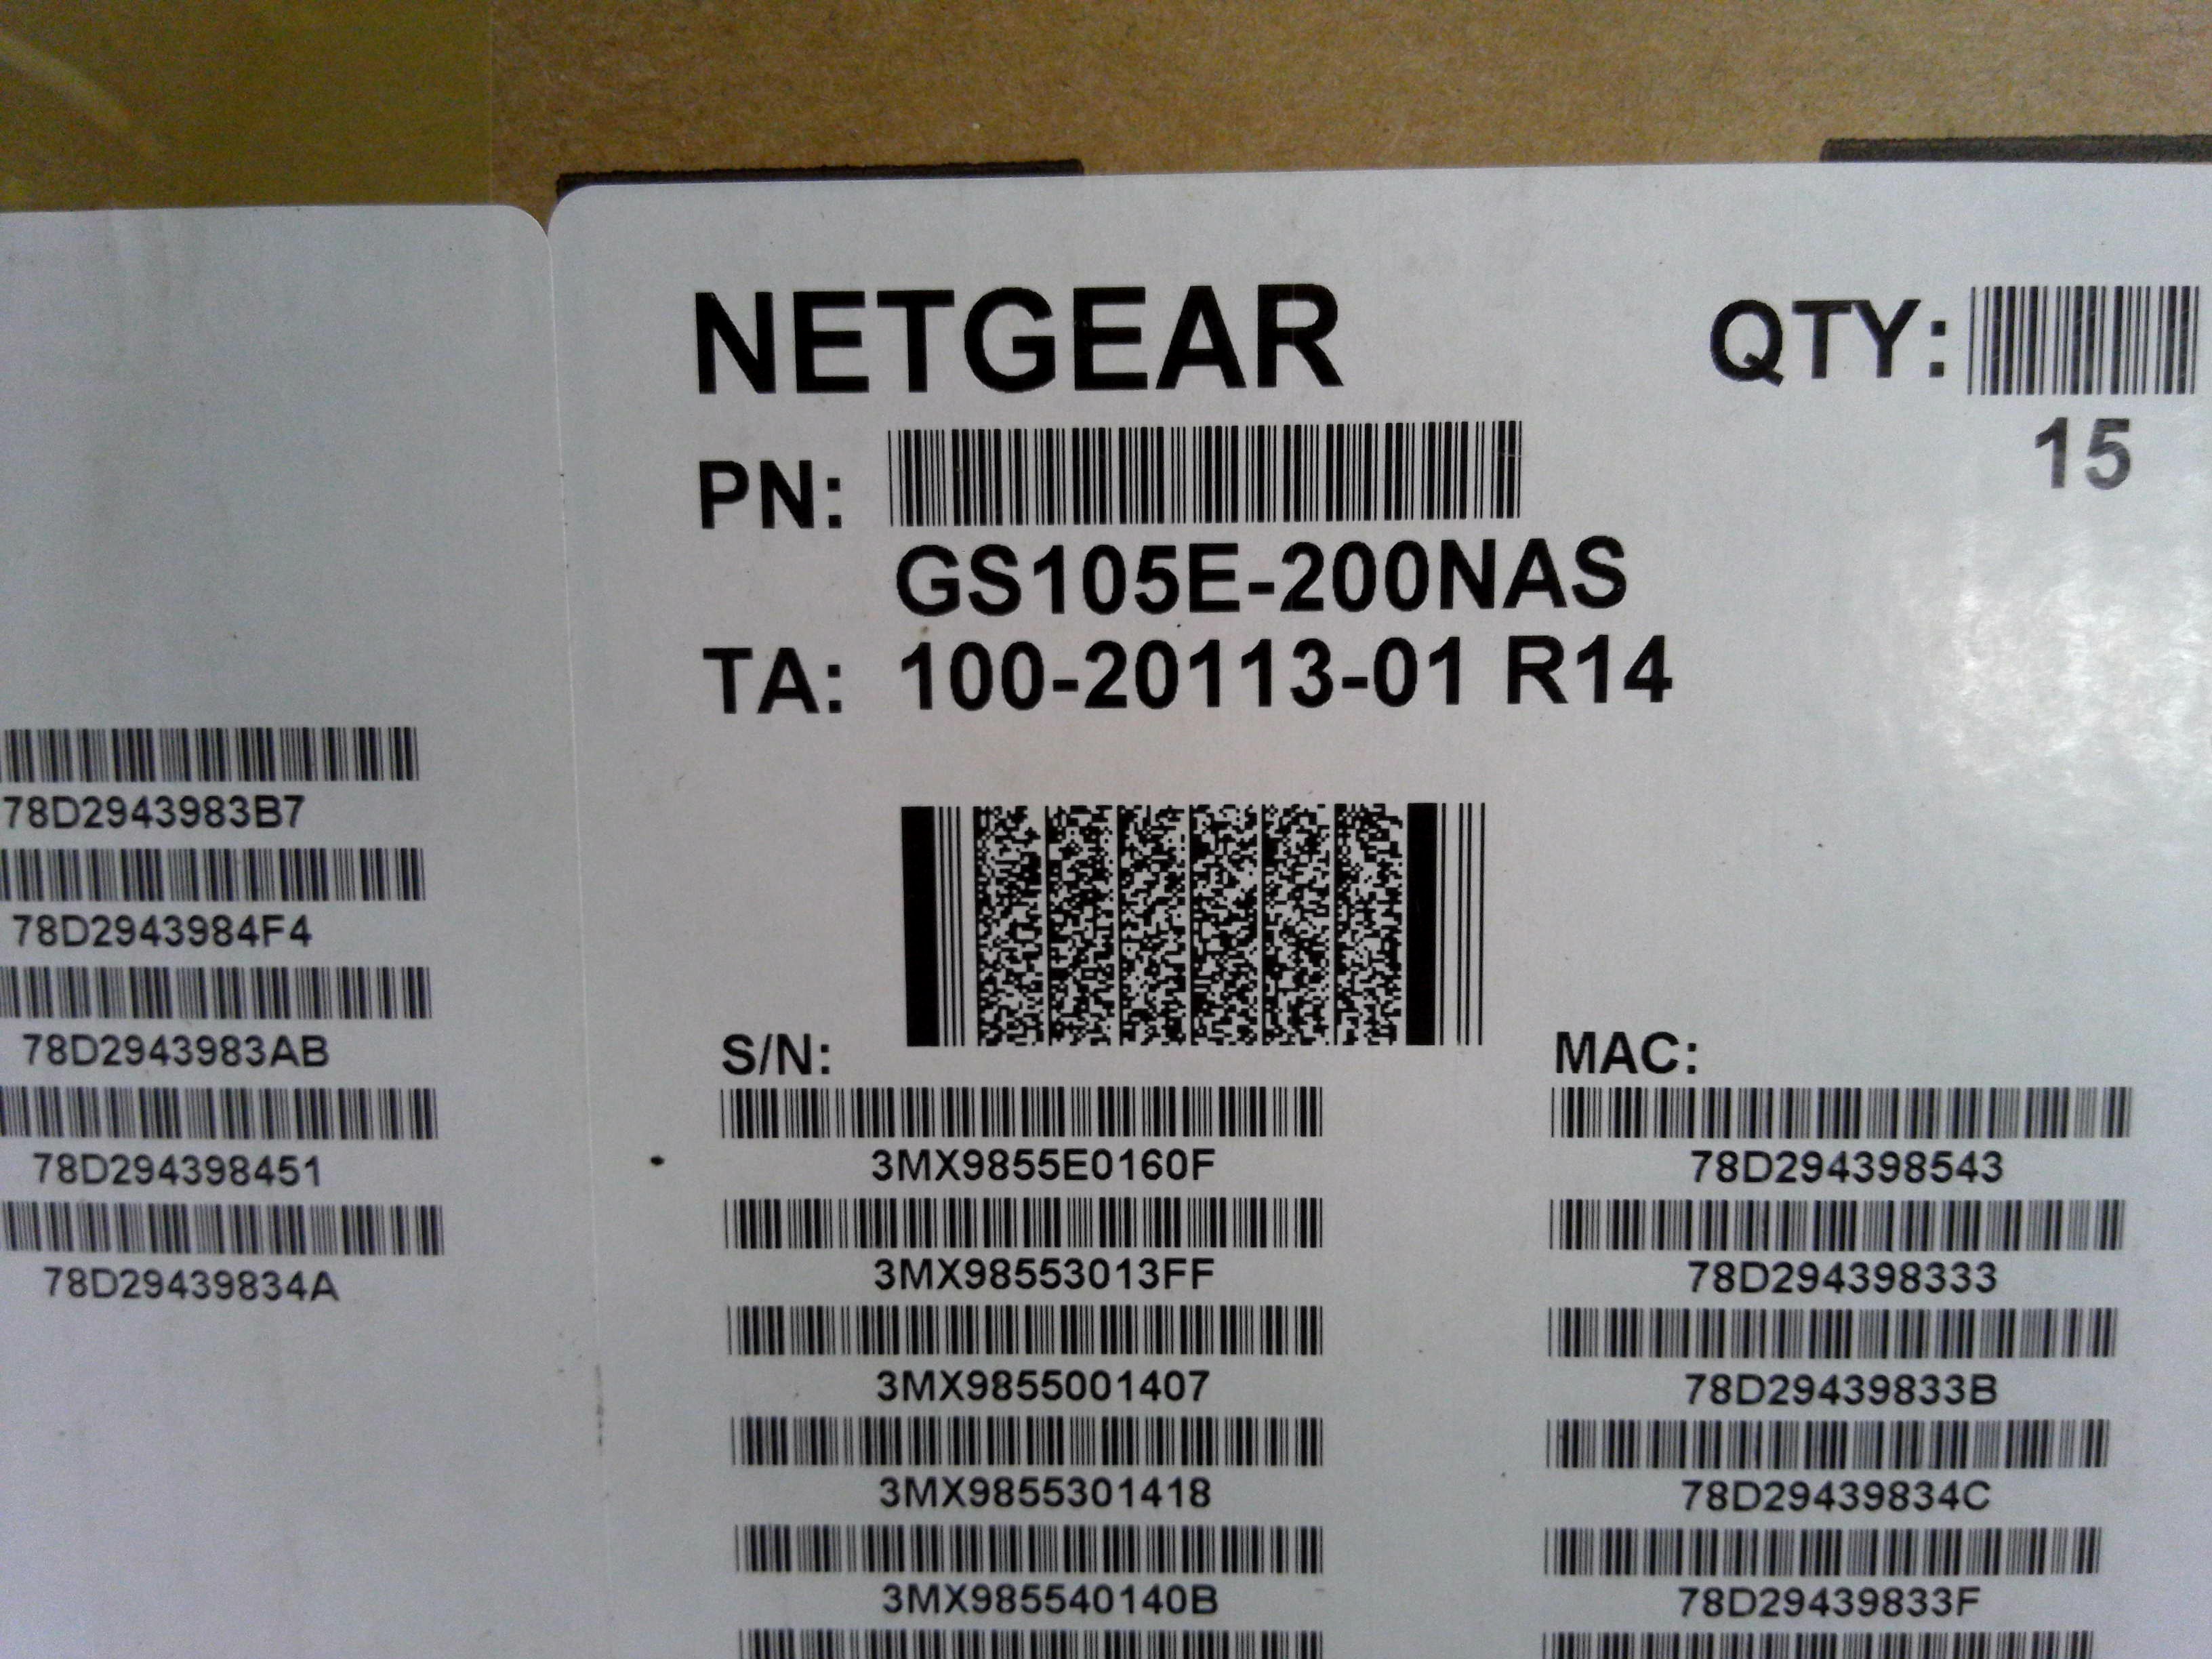 78D2943983B7
78D2943984F4
78D2943983AB
78D294398451
78D29439834A
NETGEAR
QTY:
15
PN:
GS105E-200NAS
TA: 100-20113-01 R14
S/N:
MAC:
3MX9855E0160F
78D294398543
3MX98553013FF
78D294398333
3MX9855001407
78D29439833B
3MX9855301418
78D29439834C
3MX985540140B
78D29439833F